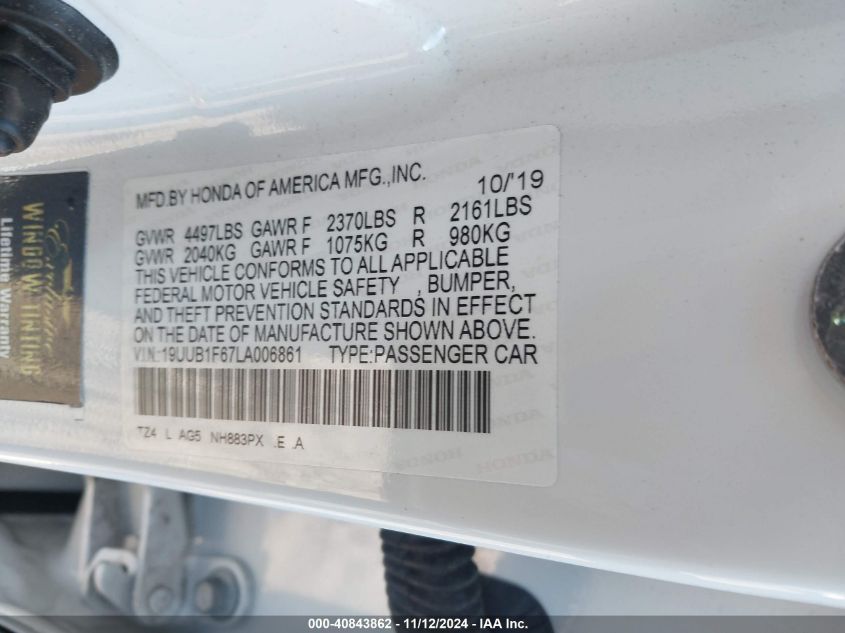 MFD.BY HONDA OF AMERICA MFG.,INC. 10/'19
GVWR 4497LBS GAWR F 2370LBS R 2161LBS
GVWR 2040KG GAWR F 1075KG R 980KG
THIS VEHICLE CONFORMS TO ALL APPLICABLE
FEDERAL MOTOR VEHICLE SAFETY , BUMPER,
AND THEFT PREVENTION STANDARDS IN EFFECT
ON THE DATE OF MANUFACTURE SHOWN ABOVE.
VIN:19UUB1F67LA006861 TYPE:PASSENGER CAR
TZ4 L AG5 NH883PX .E .A
WINDOW TINTING
Lifetime Warranty
000-40843862 - 11/12/2024 - IAA Inc.